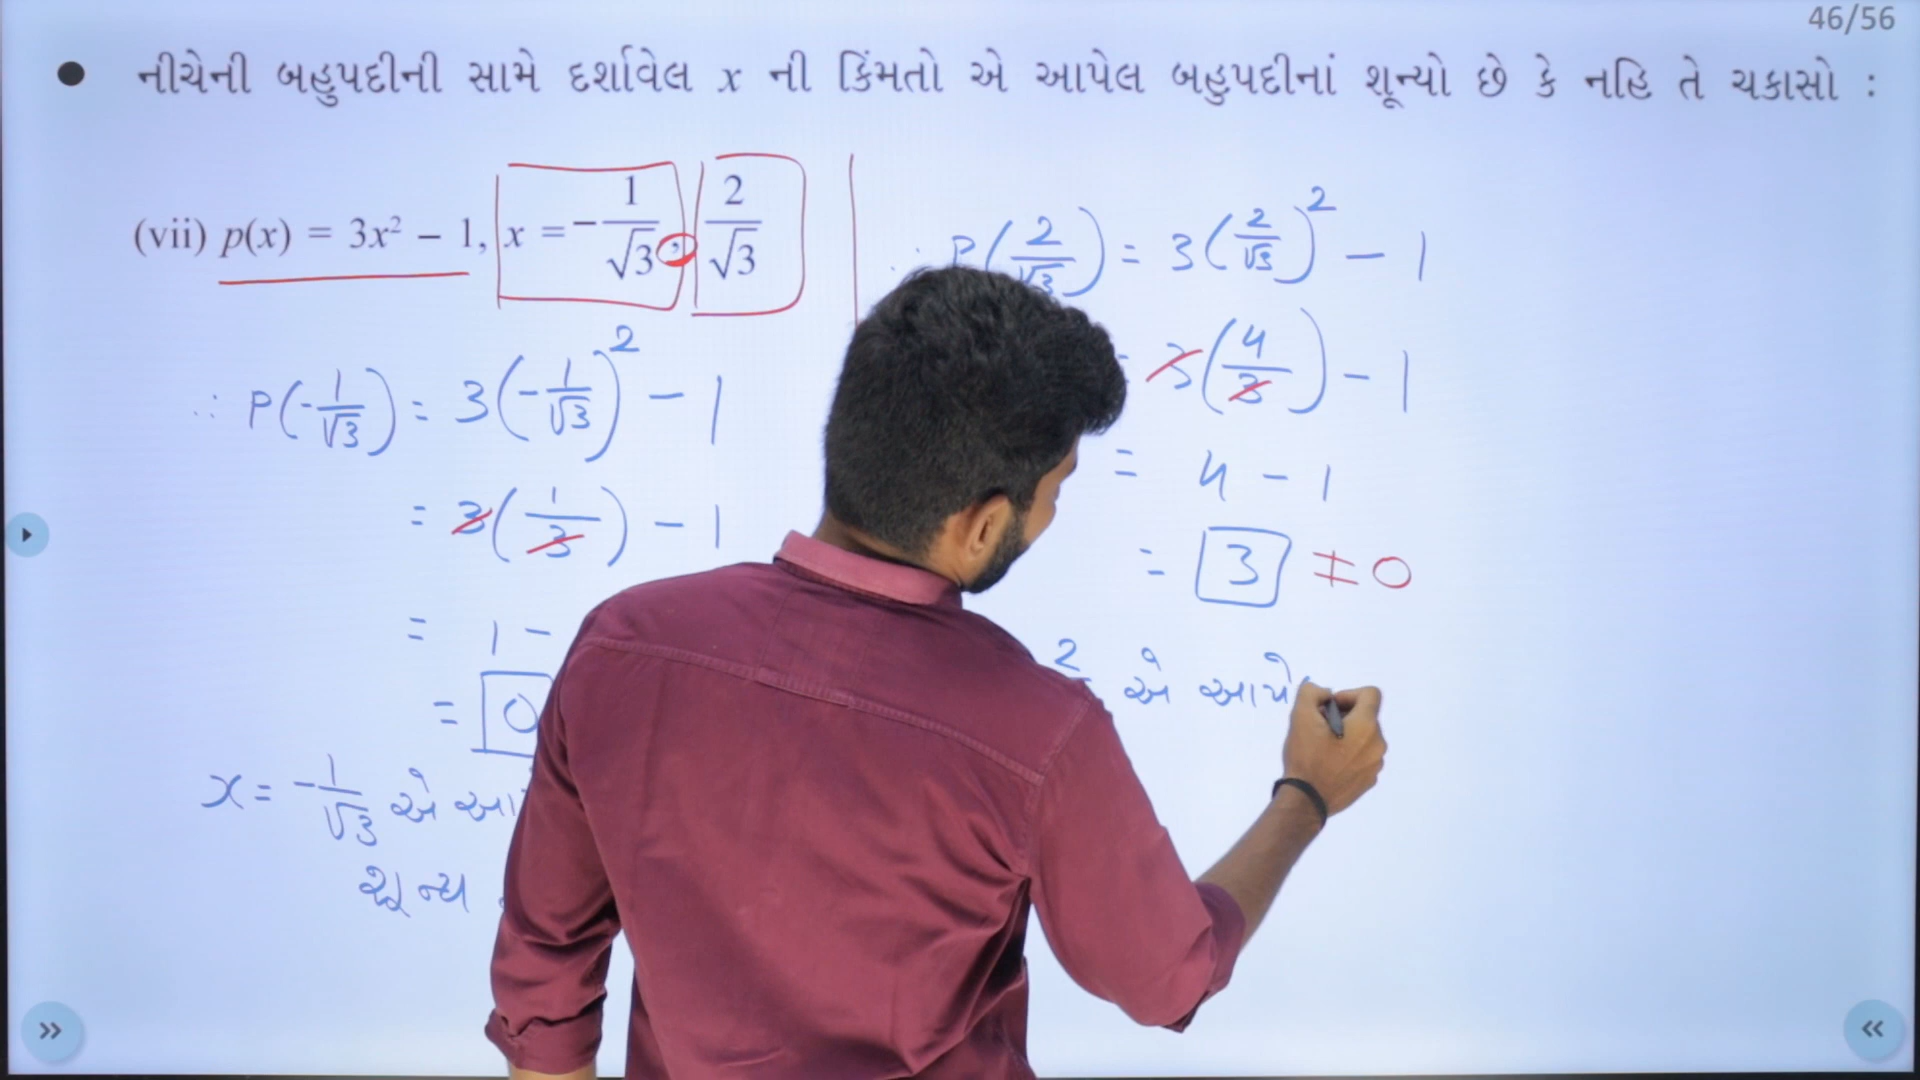 46/56
● નીચેની બહુપદીની સામે દર્શાવેલ x ની કિંમતો એ આપેલ બહુપદીનાં શૂન્યો છે કે નહિ તે ચકાસો :
(vii) p(x) = 3x² – 1, x = –1/√3, 2/√3
∴ P(-1/√3) = 3(-1/√3)² - 1
= 3(1/3) - 1
= 1 -
= 0
x = -1/√3 એ
શૂન્ય
∴ P(2/√3) = 3(2/√3)² - 1
= 3(4/3) - 1
= 4 - 1
= 3 ≠ 0
2 એ